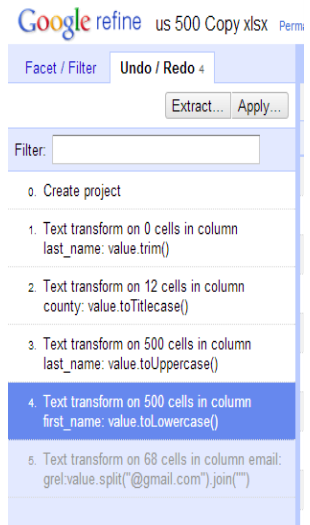 Google refine us 500 Copy xlsx
Facet / Filter Undo / Redo 4
Extract... Apply...
Filter:
0. Create project
1. Text transform on 0 cells in column
last_name: value.trim()
2. Text transform on 12 cells in column
county: value.toTitlecase()
3. Text transform on 500 cells in column
last_name: value.toUppercase()
4. Text transform on 500 cells in column
first_name: value.toLowercase()
5. Text transform on 68 cells in column email:
grel:value.split("@gmail.com").join("")